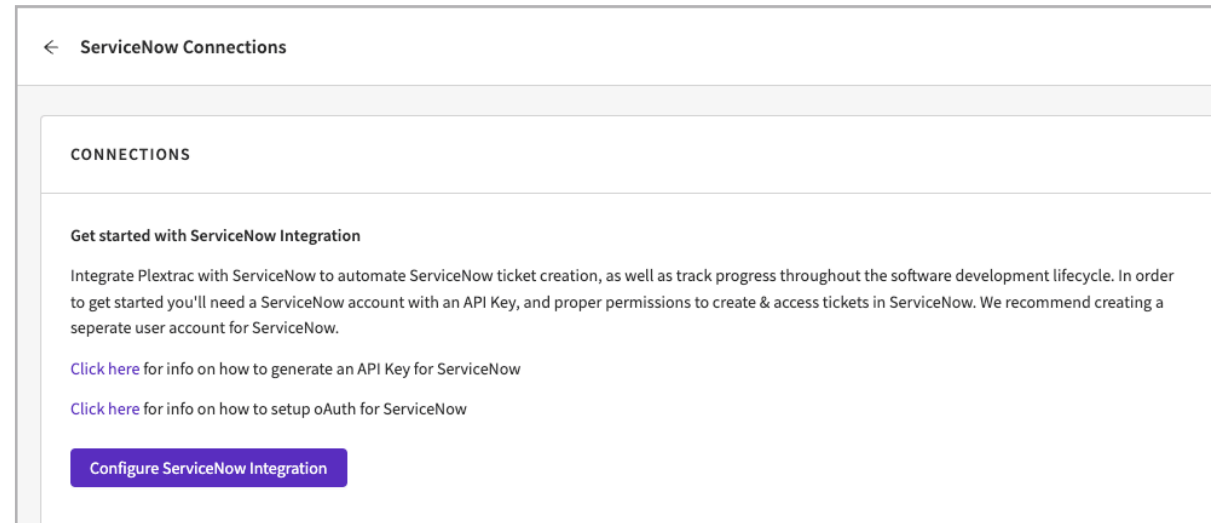 ServiceNow Connections
CONNECTIONS
Get started with ServiceNow Integration
Integrate Plextrac with ServiceNow to automate ServiceNow ticket creation, as well as track progress throughout the software development lifecycle. In order
to get started you'll need a ServiceNow account with an API Key, and proper permissions to create & access tickets in ServiceNow. We recommend creating a
seperate user account for ServiceNow.
Click here for info on how to generate an API Key for ServiceNow
Click here for info on how to setup oAuth for ServiceNow
Configure ServiceNow Integration